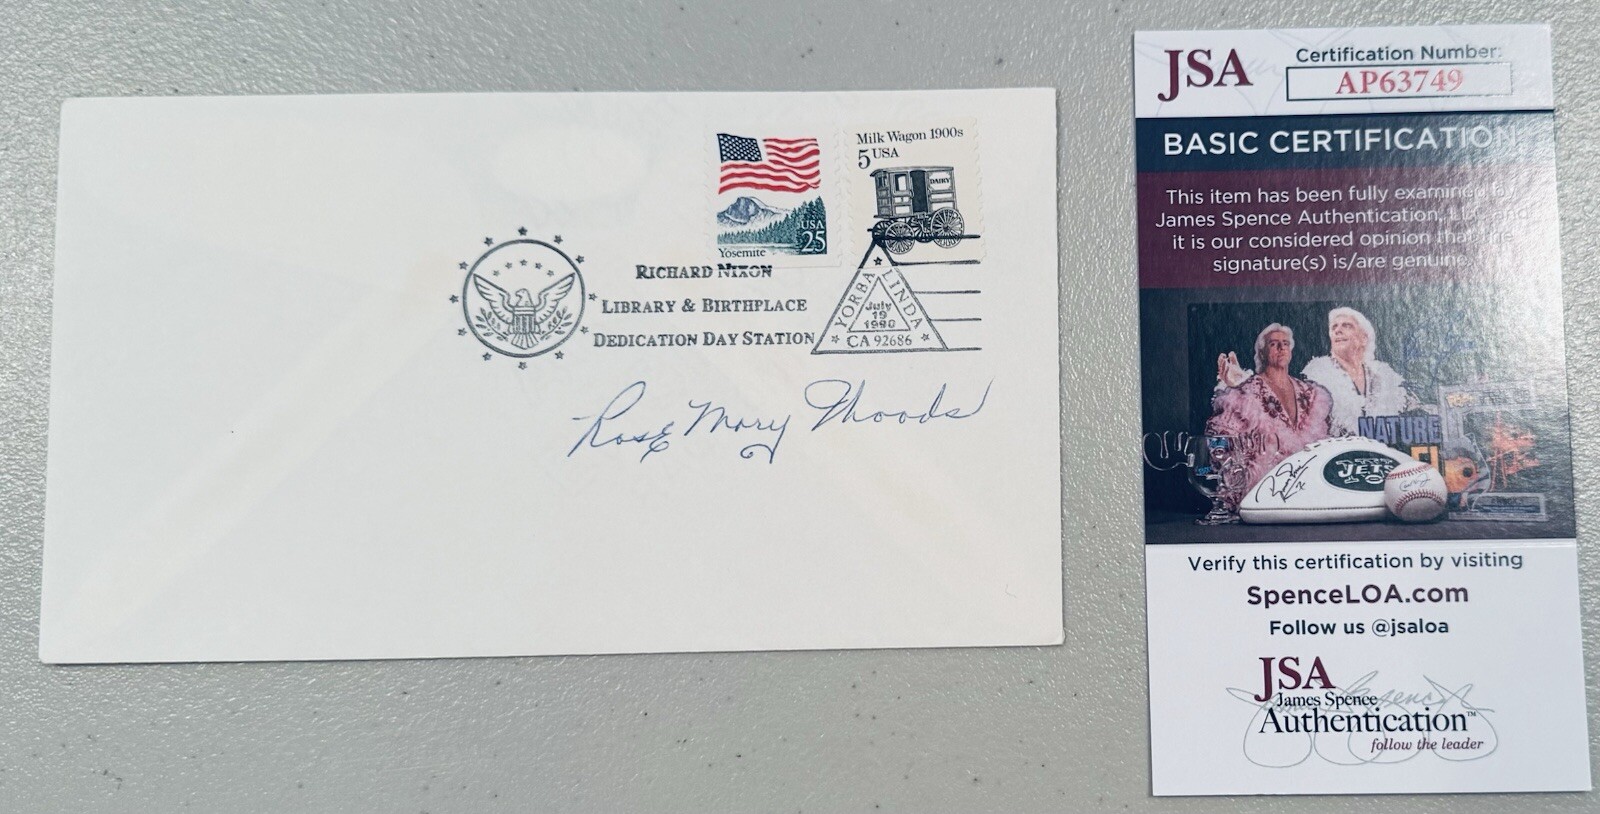 Milk Wagon 1900s
5 USA
DAIRY
USA
25
Yosemite
RICHARD NIXON
LIBRARY & BIRTHPLACE
DEDICATION DAY STATION
YORBA LINDA
July
19
1990
CA 92686
Rose Mary Woods
JSA
Certification Number:
AP63749
BASIC CERTIFICATION
This item has been fully examined by
James Spence Authentication, LLC and
it is our considered opinion that the
signature(s) is/are genuine.
NATURE
JETS
Verify this certification by visiting
SpenceLOA.com
Follow us @jsaloa
JSA
James Spence
Authentication™
follow the leader